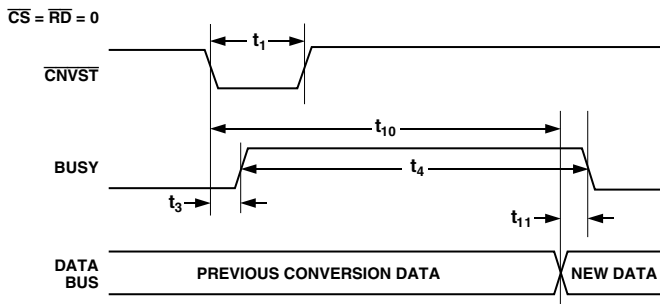 CS = RD = 0
t1
CNVST
t10
BUSY
t4
t3
t11
DATA
BUS
PREVIOUS CONVERSION DATA
NEW DATA